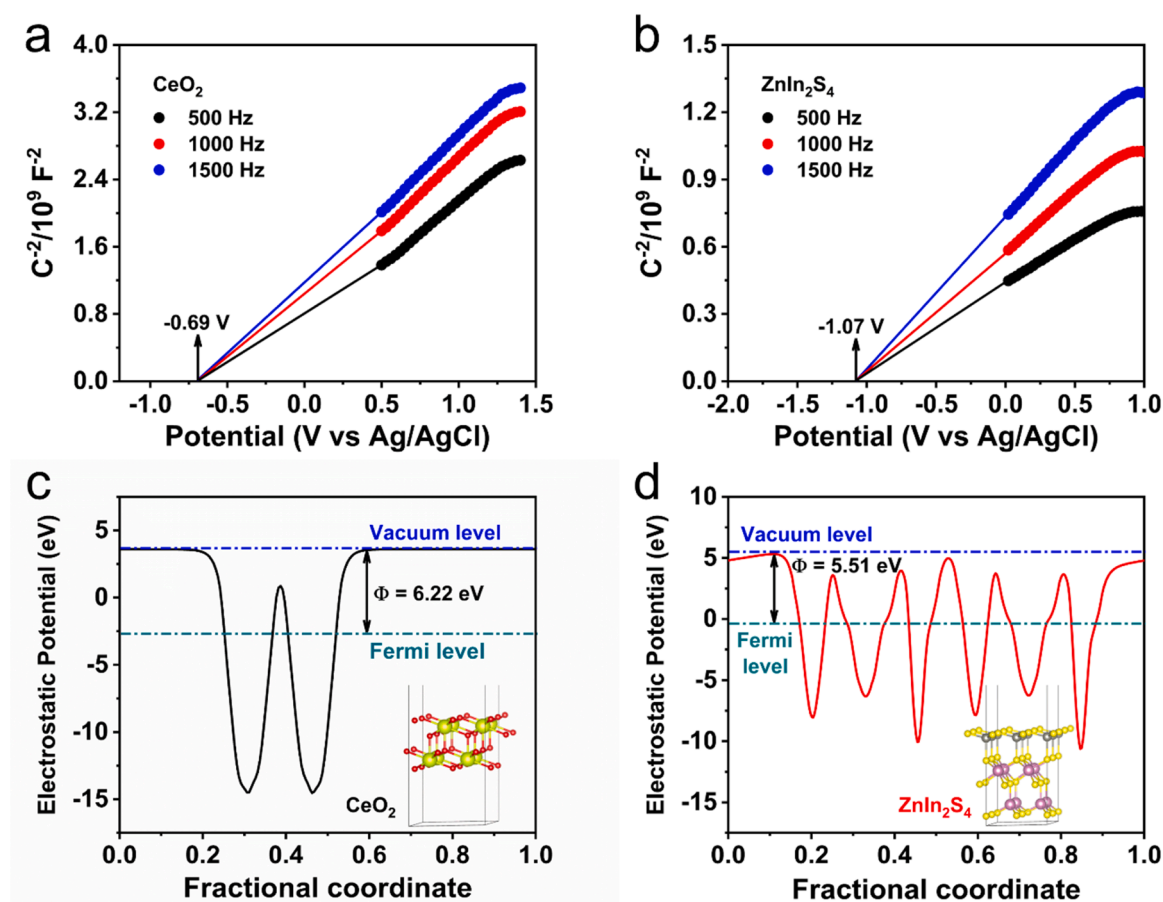 a
4.0
3.2
2.4
1.6
0.8
0.0
C⁻²/10⁹ F⁻²
CeO₂
500 Hz
1000 Hz
1500 Hz
-0.69 V
-1.0 -0.5 0.0 0.5 1.0 1.5
Potential (V vs Ag/AgCl)
b
1.5
1.2
0.9
0.6
0.3
0.0
C⁻²/10⁹ F⁻²
ZnIn₂S₄
500 Hz
1000 Hz
1500 Hz
-1.07 V
-2.0 -1.5 -1.0 -0.5 0.0 0.5 1.0
Potential (V vs Ag/AgCl)
c
5
0
-5
-10
-15
Electrostatic Potential (eV)
Vacuum level
Φ = 6.22 eV
Fermi level
CeO₂
0.0 0.2 0.4 0.6 0.8 1.0
Fractional coordinate
d
10
5
0
-5
-10
-15
Electrostatic Potential (eV)
Vacuum level
Φ = 5.51 eV
Fermi
level
ZnIn₂S₄
0.0 0.2 0.4 0.6 0.8 1.0
Fractional coordinate